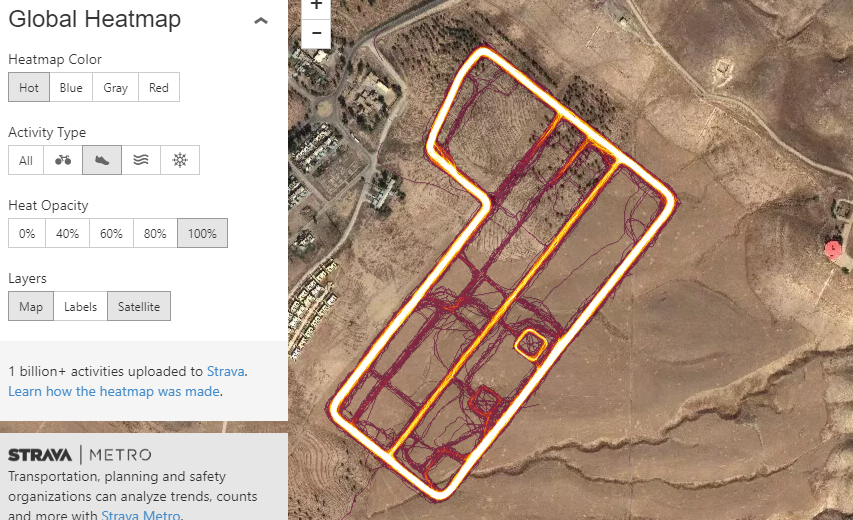 Global Heatmap
+
−
Heatmap Color
Hot Blue Gray Red
Activity Type
All
Heat Opacity
0% 40% 60% 80% 100%
Layers
Map Labels Satellite
1 billion+ activities uploaded to Strava.
Learn how the heatmap was made.
STRAVA | METRO
Transportation, planning and safety
organizations can analyze trends, counts
and more with Strava Metro.